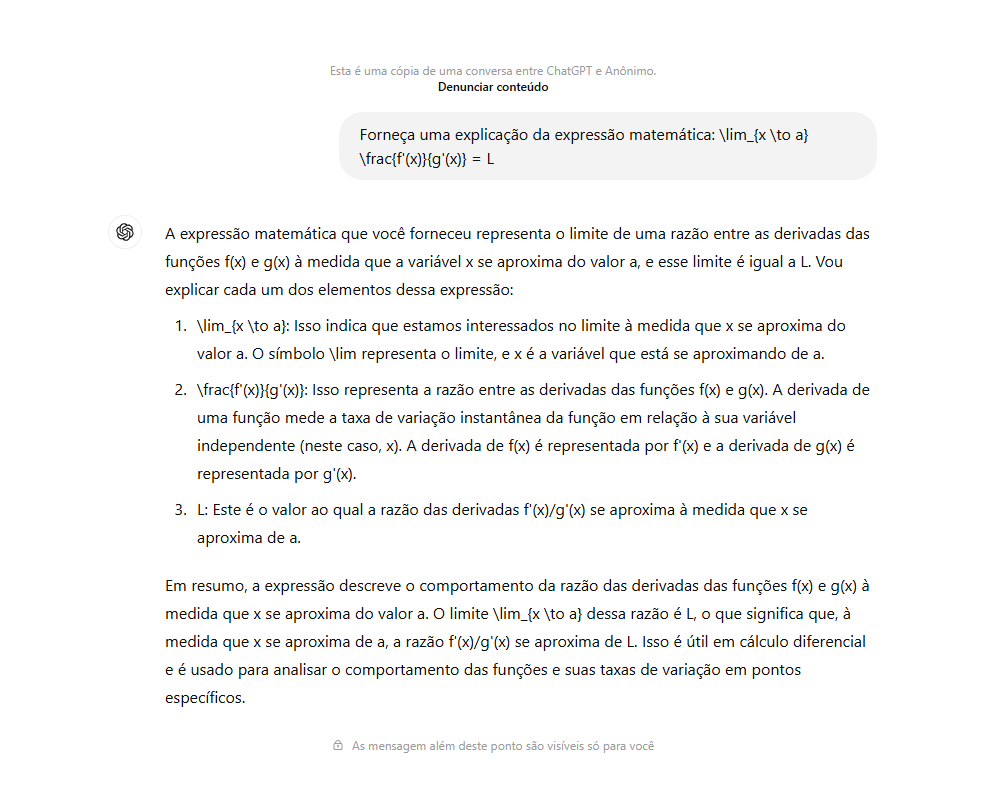 Esta é uma cópia de uma conversa entre ChatGPT e Anônimo.
Denunciar conteúdo
Forneça uma explicação da expressão matemática: \lim_{x \to a}
\frac{f'(x)}{g'(x)} = L
A expressão matemática que você forneceu representa o limite de uma razão entre as derivadas das
funções f(x) e g(x) à medida que a variável x se aproxima do valor a, e esse limite é igual a L. Vou
explicar cada um dos elementos dessa expressão:
1. \lim_{x \to a}: Isso indica que estamos interessados no limite à medida que x se aproxima do
valor a. O símbolo \lim representa o limite, e x é a variável que está se aproximando de a.
2. \frac{f'(x)}{g'(x)}: Isso representa a razão entre as derivadas das funções f(x) e g(x). A derivada de
uma função mede a taxa de variação instantânea da função em relação à sua variável
independente (neste caso, x). A derivada de f(x) é representada por f'(x) e a derivada de g(x) é
representada por g'(x).
3. L: Este é o valor ao qual a razão das derivadas f'(x)/g'(x) se aproxima à medida que x se
aproxima de a.
Em resumo, a expressão descreve o comportamento da razão das derivadas das funções f(x) e g(x) à
medida que x se aproxima do valor a. O limite \lim_{x \to a} dessa razão é L, o que significa que, à
medida que x se aproxima de a, a razão f'(x)/g'(x) se aproxima de L. Isso é útil em cálculo diferencial
e é usado para analisar o comportamento das funções e suas taxas de variação em pontos
específicos.
As mensagem além deste ponto são visíveis só para você